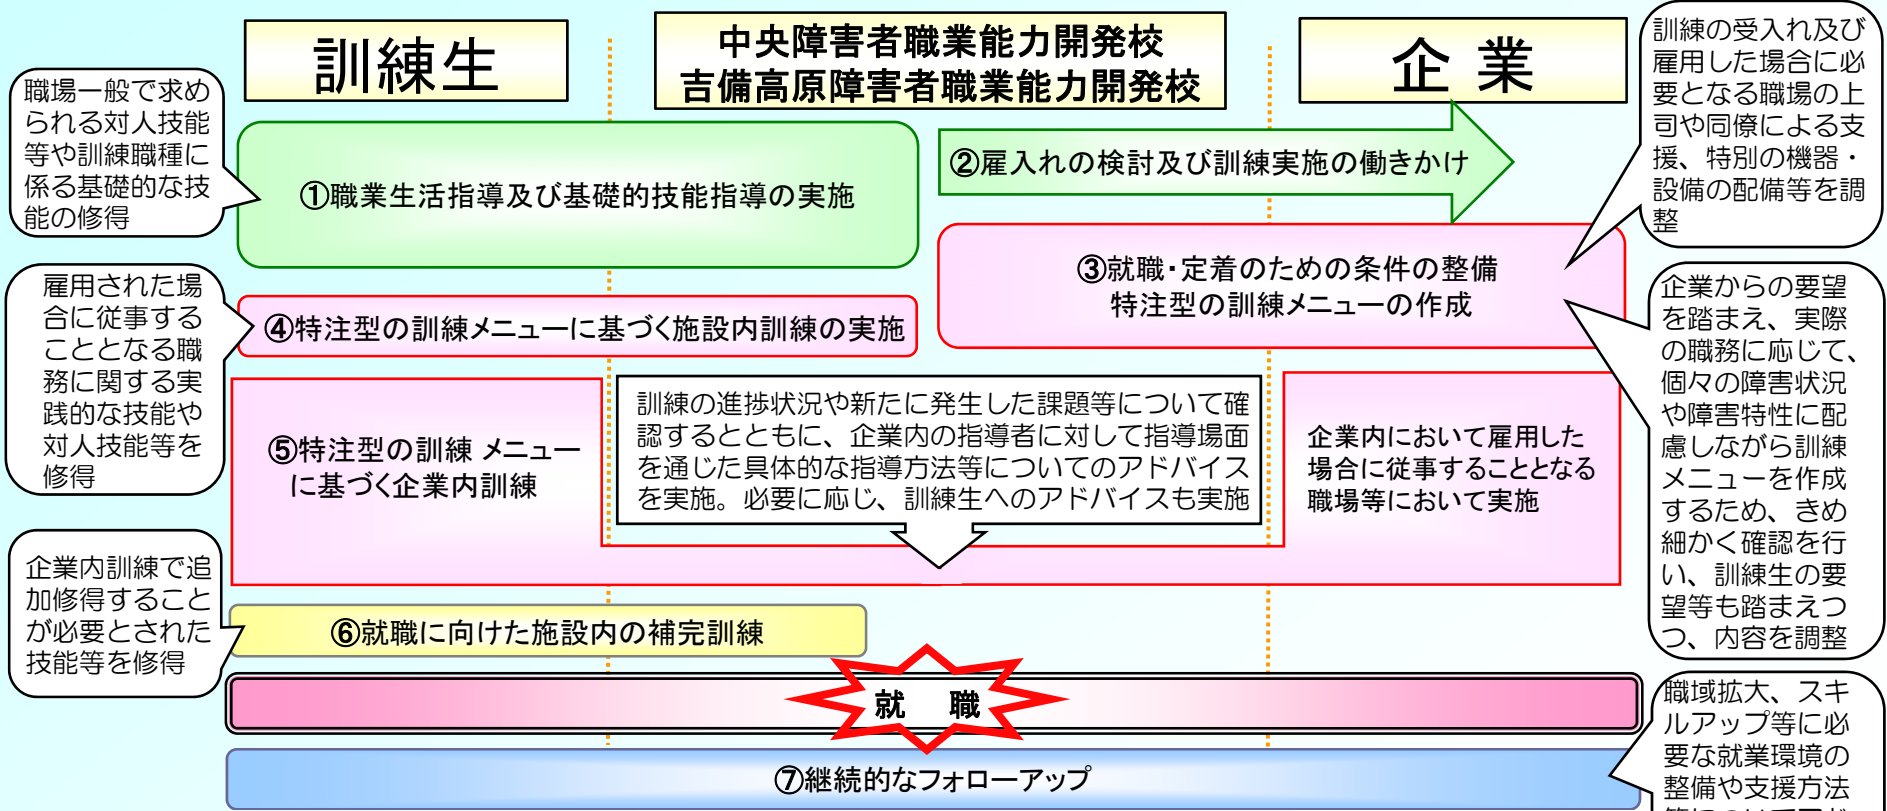 訓練生
中央障害者職業能力開発校
吉備高原障害者職業能力開発校
企 業
職場一般で求め
られる対人技能
等や訓練職種に
係る基礎的な技
能の修得
①職業生活指導及び基礎的技能指導の実施
②雇入れの検討及び訓練実施の働きかけ
訓練の受入れ及び
雇用した場合に必
要となる職場の上
司や同僚による支
援、特別の機器・
設備の配備等を調
整
③就職・定着のための条件の整備
特注型の訓練メニューの作成
雇用された場
合に従事する
こととなる職
務に関する実
践的な技能や
対人技能等を
修得
④特注型の訓練メニューに基づく施設内訓練の実施
企業からの要望
を踏まえ、実際
の職務に応じて、
個々の障害状況
や障害特性に配
慮しながら訓練
メニューを作成
するため、きめ
細かく確認を行
い、訓練生の要
望等も踏まえつ
つ、内容を調整
⑤特注型の訓練 メニュー
に基づく企業内訓練
訓練の進捗状況や新たに発生した課題等について確
認するとともに、企業内の指導者に対して指導場面
を通じた具体的な指導方法等についてのアドバイス
を実施。必要に応じ、訓練生へのアドバイスも実施
企業内において雇用した
場合に従事することとなる
職場等において実施
企業内訓練で追
加修得すること
が必要とされた
技能等を修得
⑥就職に向けた施設内の補完訓練
就 職
職域拡大、スキ
ルアップ等に必
要な就業環境の
整備や支援方法
⑦継続的なフォローアップ